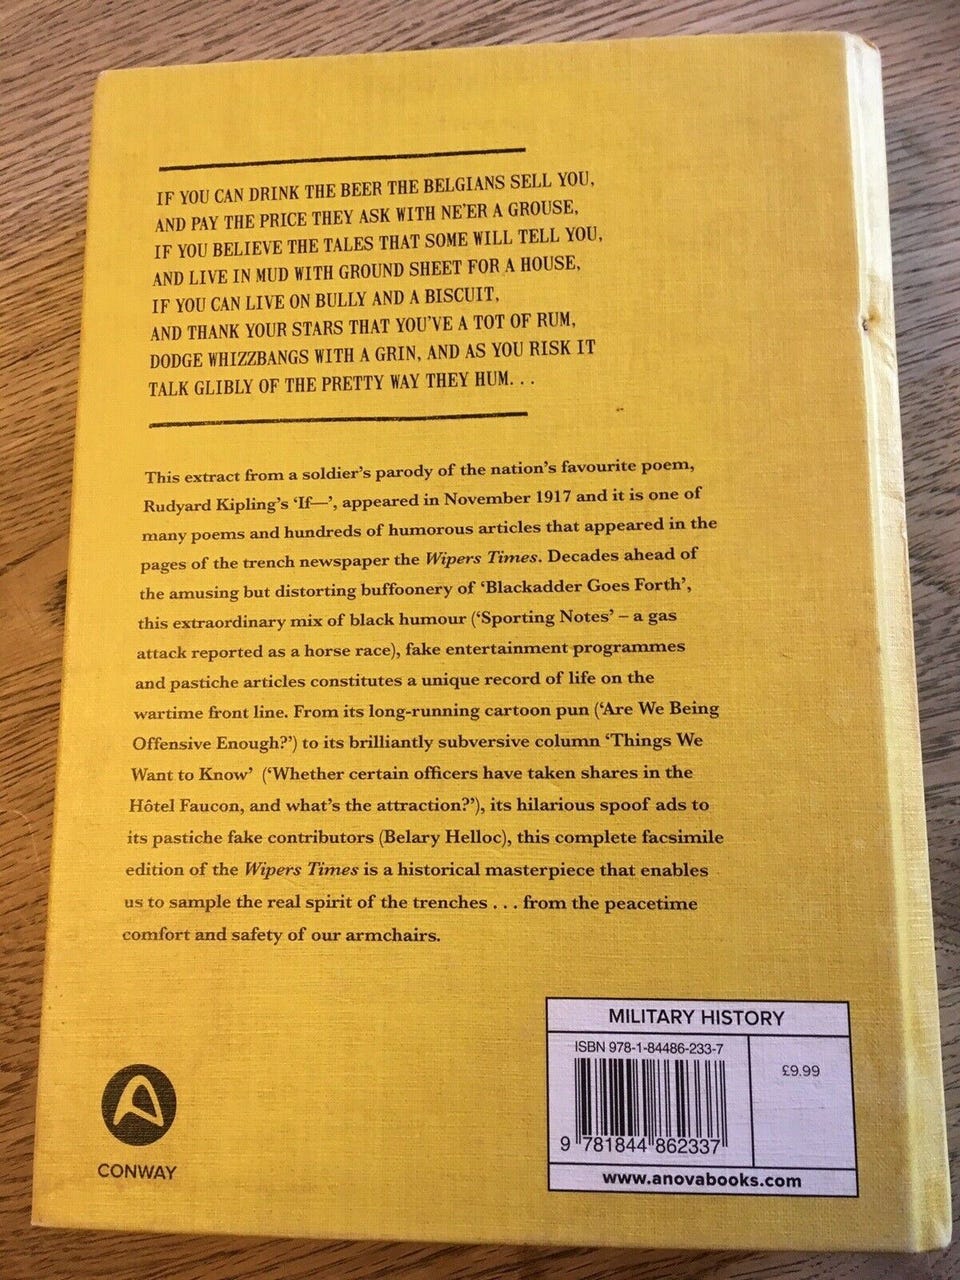 IF YOU CAN DRINK THE BEER THE BELGIANS SELL YOU,
AND PAY THE PRICE THEY ASK WITH NE'ER A GROUSE,
IF YOU BELIEVE THE TALES THAT SOME WILL TELL YOU,
AND LIVE IN MUD WITH GROUND SHEET FOR A HOUSE,
IF YOU CAN LIVE ON BULLY AND A BISCUIT,
AND THANK YOUR STARS THAT YOU'VE A TOT OF RUM,
DODGE WHIZZBANGS WITH A GRIN, AND AS YOU RISK IT
TALK GLIBLY OF THE PRETTY WAY THEY HUM. . .
This extract from a soldier's parody of the nation's favourite poem,
Rudyard Kipling's 'If—', appeared in November 1917 and it is one of
many poems and hundreds of humorous articles that appeared in the
pages of the trench newspaper the Wipers Times. Decades ahead of
the amusing but distorting buffoonery of 'Blackadder Goes Forth',
this extraordinary mix of black humour ('Sporting Notes' – a gas
attack reported as a horse race), fake entertainment programmes
and pastiche articles constitutes a unique record of life on the
wartime front line. From its long-running cartoon pun ('Are We Being
Offensive Enough?') to its brilliantly subversive column 'Things We
Want to Know' ('Whether certain officers have taken shares in the
Hôtel Faucon, and what's the attraction?'), its hilarious spoof ads to
its pastiche fake contributors (Belary Helloc), this complete facsimile
edition of the Wipers Times is a historical masterpiece that enables
us to sample the real spirit of the trenches . . . from the peacetime
comfort and safety of our armchairs.
CONWAY
MILITARY HISTORY
ISBN 978-1-84486-233-7
£9.99
9 781844 862337
www.anovabooks.com